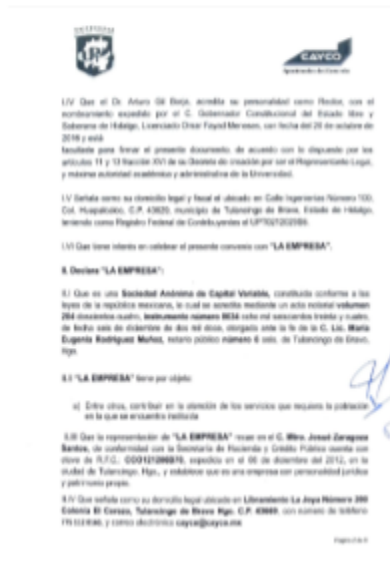 CAYCO
I.IV Que el Dr. Arturo Gil Borja, acredita su personalidad como Rector, con el
nombramiento expedido por el C. Gobernador Constitucional del Estado libre y
Soberano de Hidalgo, Licenciado Omar Fayad Meneses, con fecha del 20 de octubre de
2016 y está
facultado para firmar el presente documento, de acuerdo con lo dispuesto por los
artículos 11 y 13 fracción XVI de su Decreto de creación por ser el Representante Legal,
y máxima autoridad académica y administrativa de la Universidad.
I.V Señala como su domicilio legal y fiscal el ubicado en Calle Ingenierías Número 100,
Col. Huapalcalco, C.P. 43629, municipio de Tulancingo de Bravo, Estado de Hidalgo,
teniendo como Registro Federal de Contribuyentes el
I.VI Que tiene interés en celebrar el presente convenio con "LA EMPRESA".
II. Declara "LA EMPRESA":
II.I Que es una Sociedad Anónima de Capital Variable, constituida conforme a las
leyes de la república mexicana, lo cual se acredita mediante un acta notarial volumen
204 doscientos cuatro, instrumento número 8634 ocho mil seiscientos treinta y cuatro,
de fecha seis de diciembre de dos mil doce, otorgado ante la fe de la C. Lic. María
Eugenia Rodríguez Muñoz, notario público número 6 seis, de Tulancingo de Bravo,
Hgo.
II.II "LA EMPRESA" tiene por objeto:
a) Entre otros, contribuir en la atención de los servicios que requiera la población
en la que se encuentra instituida
II.III Que la representación de "LA EMPRESA" recae en el C. Mtro. Josué Zaragoza
Santos, de conformidad con la Secretaría de Hacienda y Crédito Público cuenta con
clave de R.F.C.: expedida en el 06 de diciembre del 2012, en la
ciudad de Tulancingo, Hgo., y establece que es una empresa con personalidad jurídica
y patrimonio propio.
II.IV Que señala como su domicilio legal ubicado en Libramiento La Joya Número 200
Colonia El Corazo, Tulancingo de Bravo Hgo. C.P. 43669, con número de teléfono
y correo electrónico cayco@cayco.mx